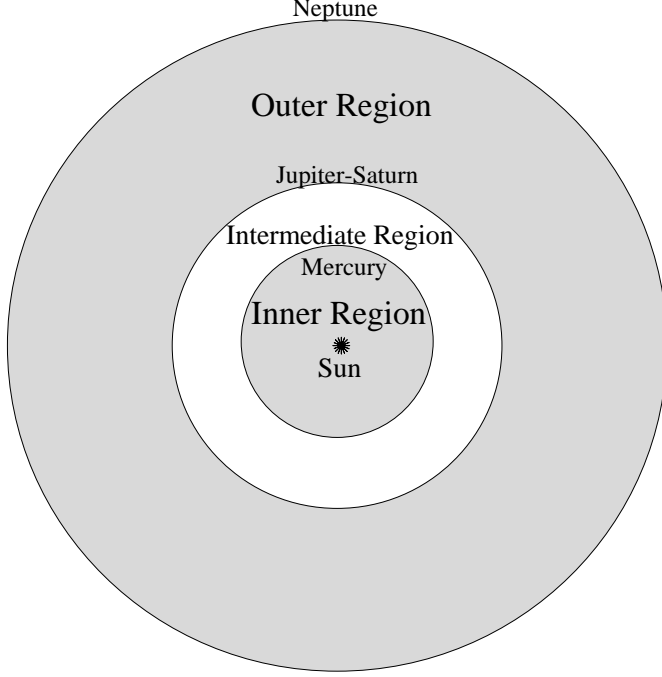 Neptune
Outer Region
Jupiter-Saturn
Intermediate Region
Mercury
Inner Region
Sun